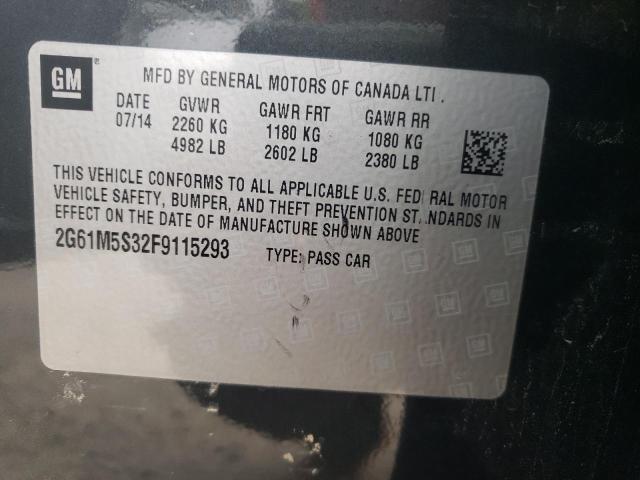 GM ®
MFD BY GENERAL MOTORS OF CANADA LT .
DATE GVWR GAWR FRT GAWR RR
07/14 2260 KG 1180 KG 1080 KG
4982 LB 2602 LB 2380 LB
THIS VEHICLE CONFORMS TO ALL APPLICABLE U.S. FEDERAL MOTOR
VEHICLE SAFETY, BUMPER, AND THEFT PREVENTION STANDARDS IN
EFFECT ON THE DATE OF MANUFACTURE SHOWN ABOVE
2G61M5S32F9115293 TYPE: PASS CAR